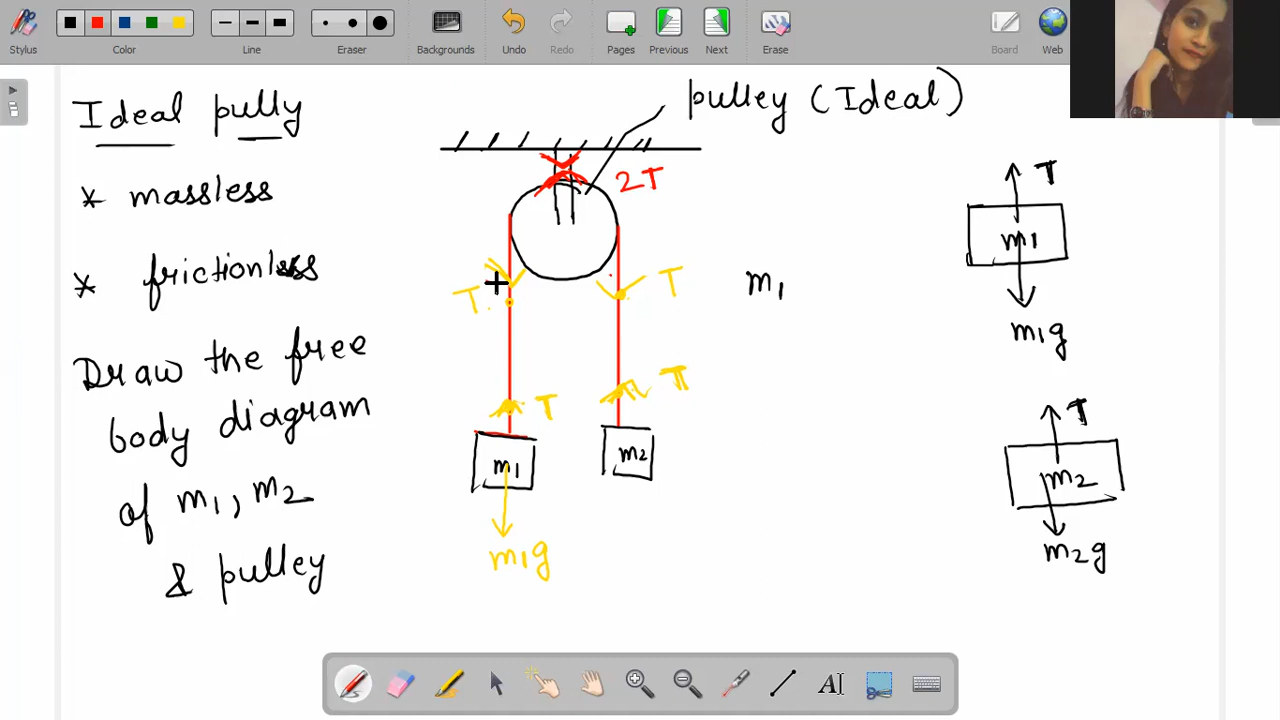 Stylus
Color
Line
Eraser
Backgrounds
Undo
Redo
Pages
Previous
Next
Erase
Board
Web
Ideal pully
* massless
* frictionless
Draw the free
body diagram
of m1, m2
& pulley
pulley (Ideal)
2T
T
T
T
T
m1
m2
m1g
m1
T
m1
m1g
T
m2
m2g
AI